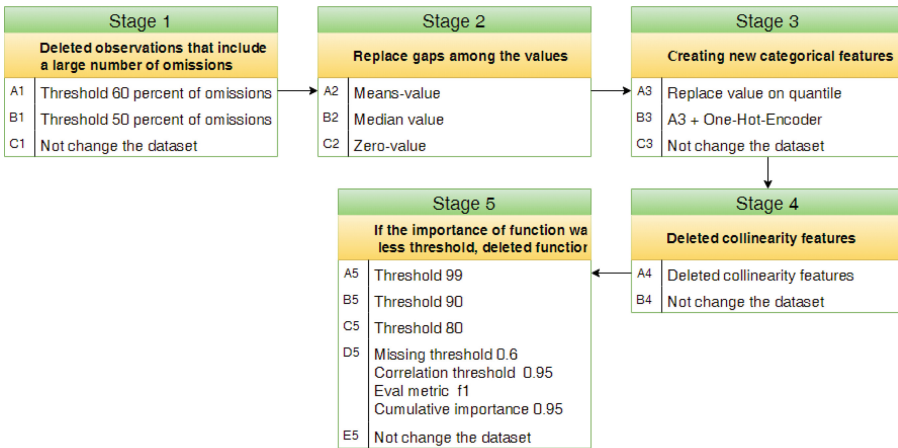 Stage 1
Deleted observations that include
a large number of omissions
A1 Threshold 60 percent of omissions
B1 Threshold 50 percent of omissions
C1 Not change the dataset
Stage 2
Replace gaps among the values
A2 Means-value
B2 Median value
C2 Zero-value
Stage 3
Creating new categorical features
A3 Replace value on quantile
B3 A3 + One-Hot-Encoder
C3 Not change the dataset
Stage 4
Deleted collinearity features
A4 Deleted collinearity features
B4 Not change the dataset
Stage 5
If the importance of function wa
less threshold, deleted function
A5 Threshold 99
B5 Threshold 90
C5 Threshold 80
D5 Missing threshold 0.6
Correlation threshold 0.95
Eval metric f1
Cumulative importance 0.95
E5 Not change the dataset